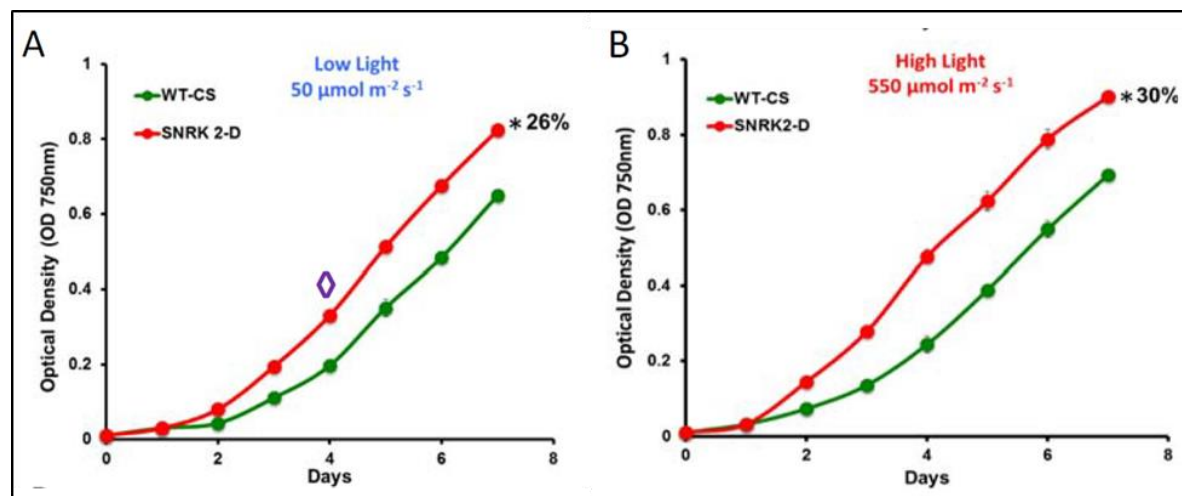 A
Low Light
50 µmol m⁻² s⁻¹
WT-CS
SNRK 2-D
* 26%
Optical Density (OD 750nm)
1
0.8
0.6
0.4
0.2
0
0 2 4 6 8
Days
B
High Light
550 µmol m⁻² s⁻¹
WT-CS
SNRK2-D
* 30%
Optical Density (OD 750nm)
1
0.8
0.6
0.4
0.2
0
0 2 4 6 8
Days